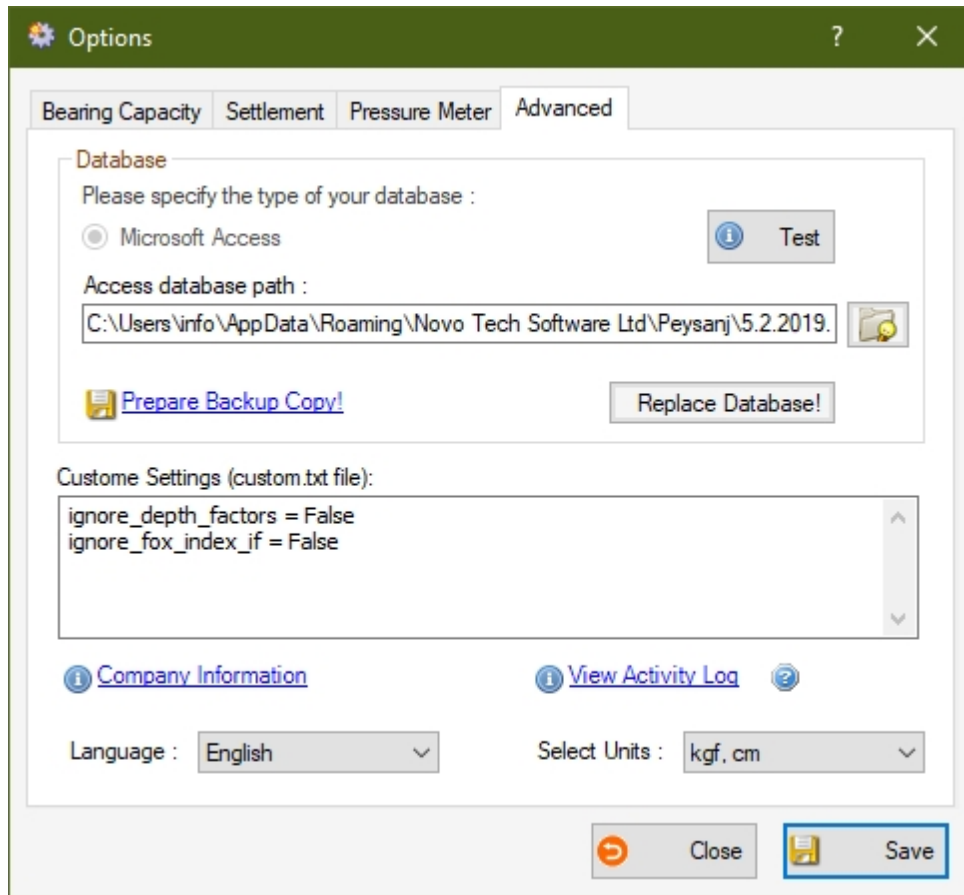 Options
?
Bearing Capacity Settlement Pressure Meter Advanced
Database
Please specify the type of your database :
Microsoft Access
Test
Access database path :
C:\Users\info\AppData\Roaming\Novo Tech Software Ltd\Peysanj\5.2.2019.
Prepare Backup Copy!
Replace Database!
Custome Settings (custom.txt file):
ignore_depth_factors = False
ignore_fox_index_if = False
Company Information
View Activity Log
Language : English
Select Units : kgf, cm
Close
Save